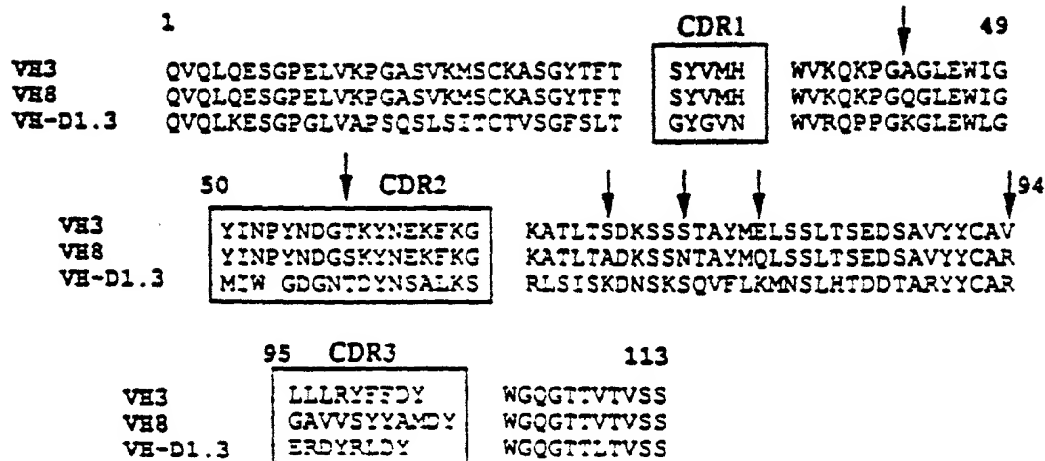 1 CDR1 49
VH3 QVQLQESGPELVKPGASVKMSCKASGYTFT SYVMH WVKQKPGAGLEWIG
VH8 QVQLQESGPELVKPGASVKMSCKASGYTFT SYVMH WVKQKPGQGLEWIG
VH-D1.3 QVQLKESGPGLVAPSQSLSITCTVSGFSLT GYGVN WVRQPPGKGLEWLG
50 CDR2 94
VH3 YINPYNDGTKYNEKFKG KATLTSDKSSSTAYMELSSLTSEDSAVYYCAV
VH8 YINPYNDGSKYNEKFKG KATLTADKSSNTAYMQLSSLTSEDSAVYYCAR
VH-D1.3 MIW GDGNTDYNSALKS RLSISKDNSKSQVFLKMNSLHTDDTARYYCAR
95 CDR3 113
VH3 LLLRYFFDY WGQGTTVTVSS
VH8 GAVVSYYAMDY WGQGTTVTVSS
VH-D1.3 ERDYRLDY WGQGTTLTVSS